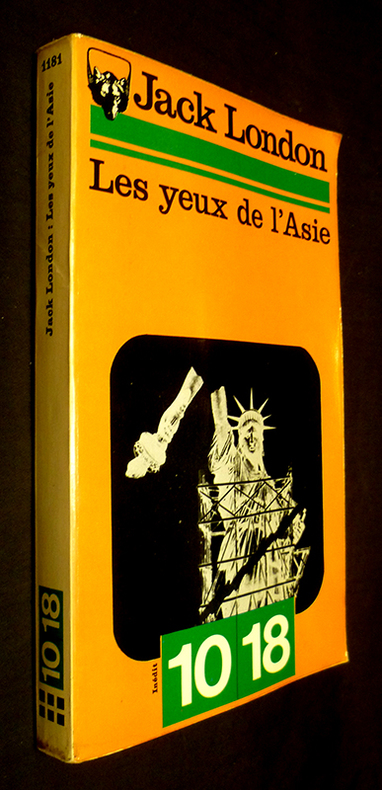 1181
Jack London : Les yeux de l'Asie
10 18
Jack London
Les yeux de l'Asie
Inédit
10 18